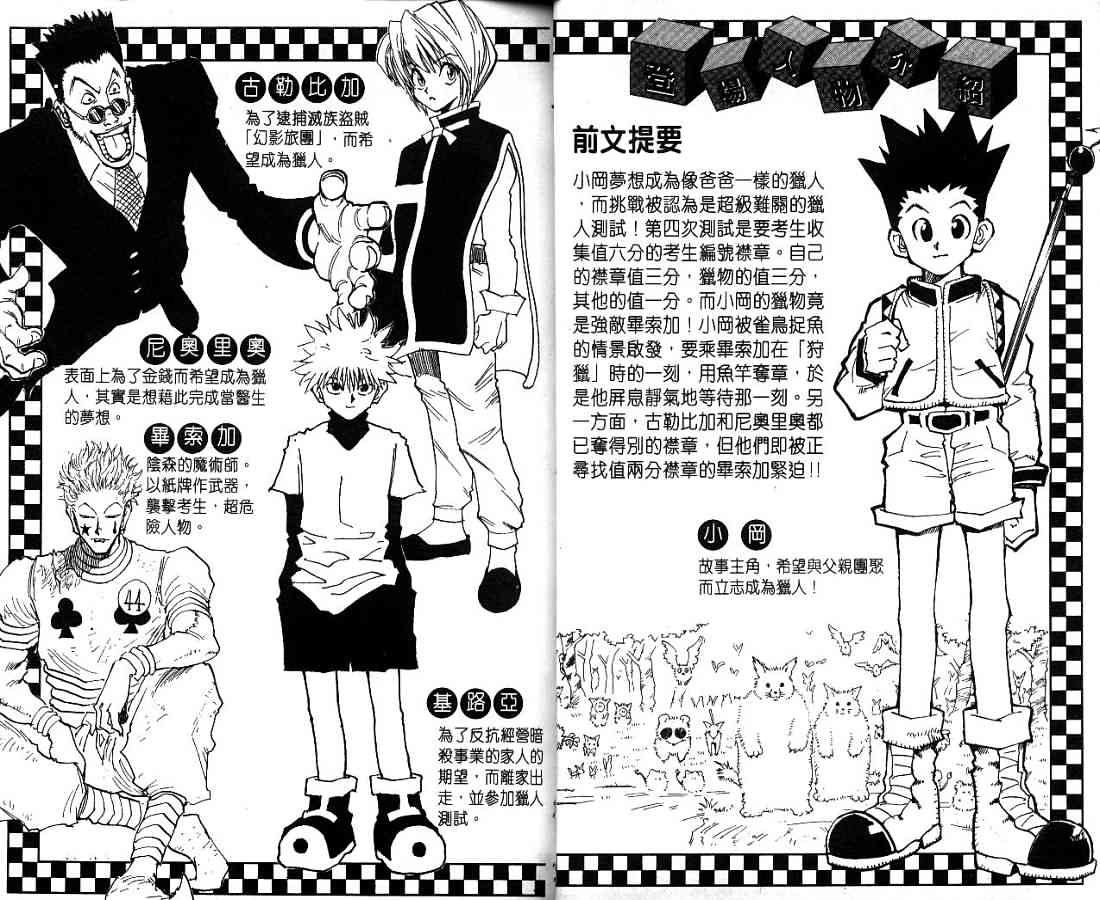 登場人物介紹
前文提要
小岡夢想成為像爸爸一樣的獵人
，而挑戰被認為是超級難關的獵
人測試！第四次測試是要考生收
集值六分的考生編號襟章。自己
的襟章值三分，獵物的值三分，
其他的值一分。而小岡的獵物竟
是強敵畢索加！小岡被雀鳥捉魚
的情景啟發，要乘畢索加在「狩
獵」時的一刻，用魚竿奪章，於
是他屏息靜氣地等待那一刻。另
一方面，古勒比加和尼奧里奧都
已奪得別的襟章，但他們即被正
尋找值兩分襟章的畢索加緊迫!!
小岡
故事主角，希望與父親團聚
而立志成為獵人！
古勒比加
為了逮捕滅族盜賊
「幻影旅團」，而希
望成為獵人。
尼奧里奧
表面上為了金錢而希望成為獵
人，其實是想藉此完成當醫生
的夢想。
畢索加
陰森的魔術師。
以紙牌作武器，
襲擊考生，超危
險人物。
44
基路亞
為了反抗經營暗
殺事業的家人的
期望，而離家出
走，並參加獵人
測試。